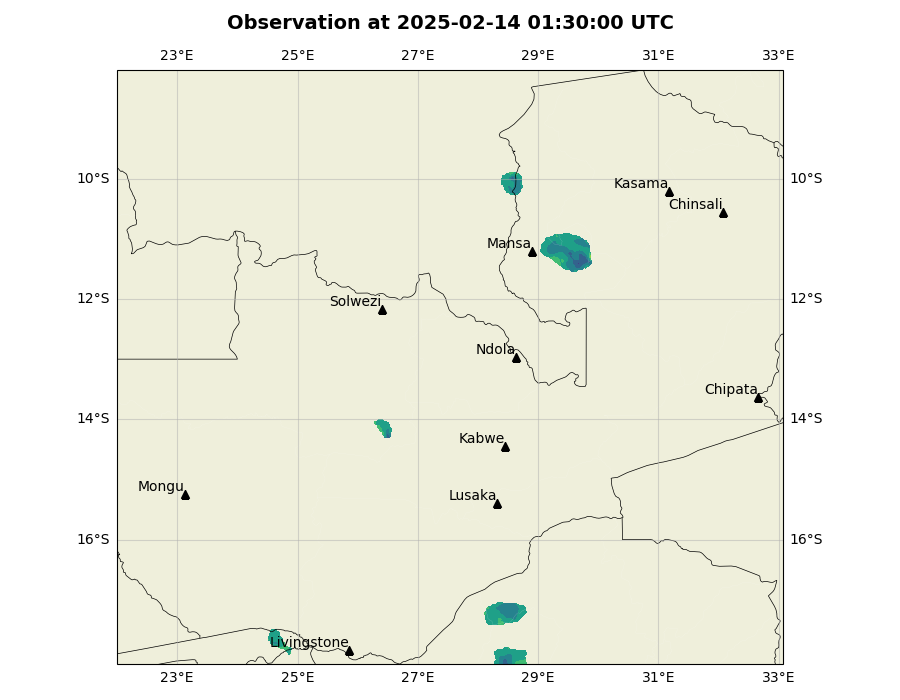 Observation at 2025-02-14 01:30:00 UTC
23°E 25°E 27°E 29°E 31°E 33°E
10°S 10°S
Kasama
Chinsali
Mansa
12°S 12°S
Solwezi
Ndola
Chipata
14°S 14°S
Kabwe
Mongu
Lusaka
16°S 16°S
Livingstone
23°E 25°E 27°E 29°E 31°E 33°E